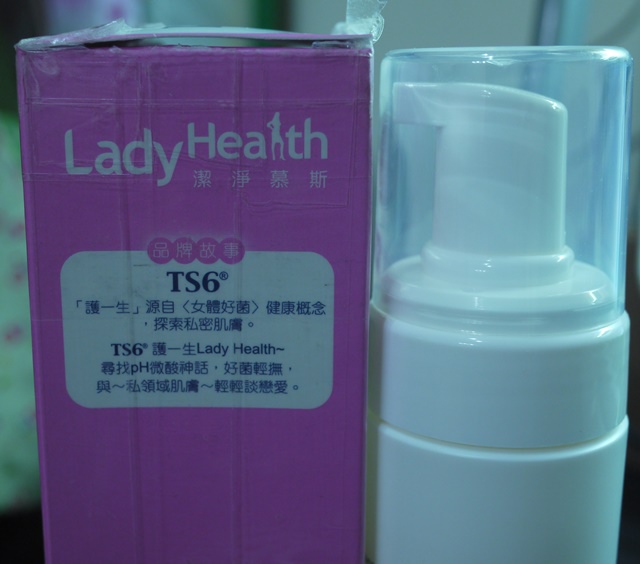 Lady Health
潔淨慕斯
品牌故事
TS6®
「護一生」源自〈女體好菌〉健康概念
，探索私密肌膚。
TS6® 護一生Lady Health~
尋找pH微酸神話，好菌輕撫，
與～私領域肌膚～輕輕談戀愛。